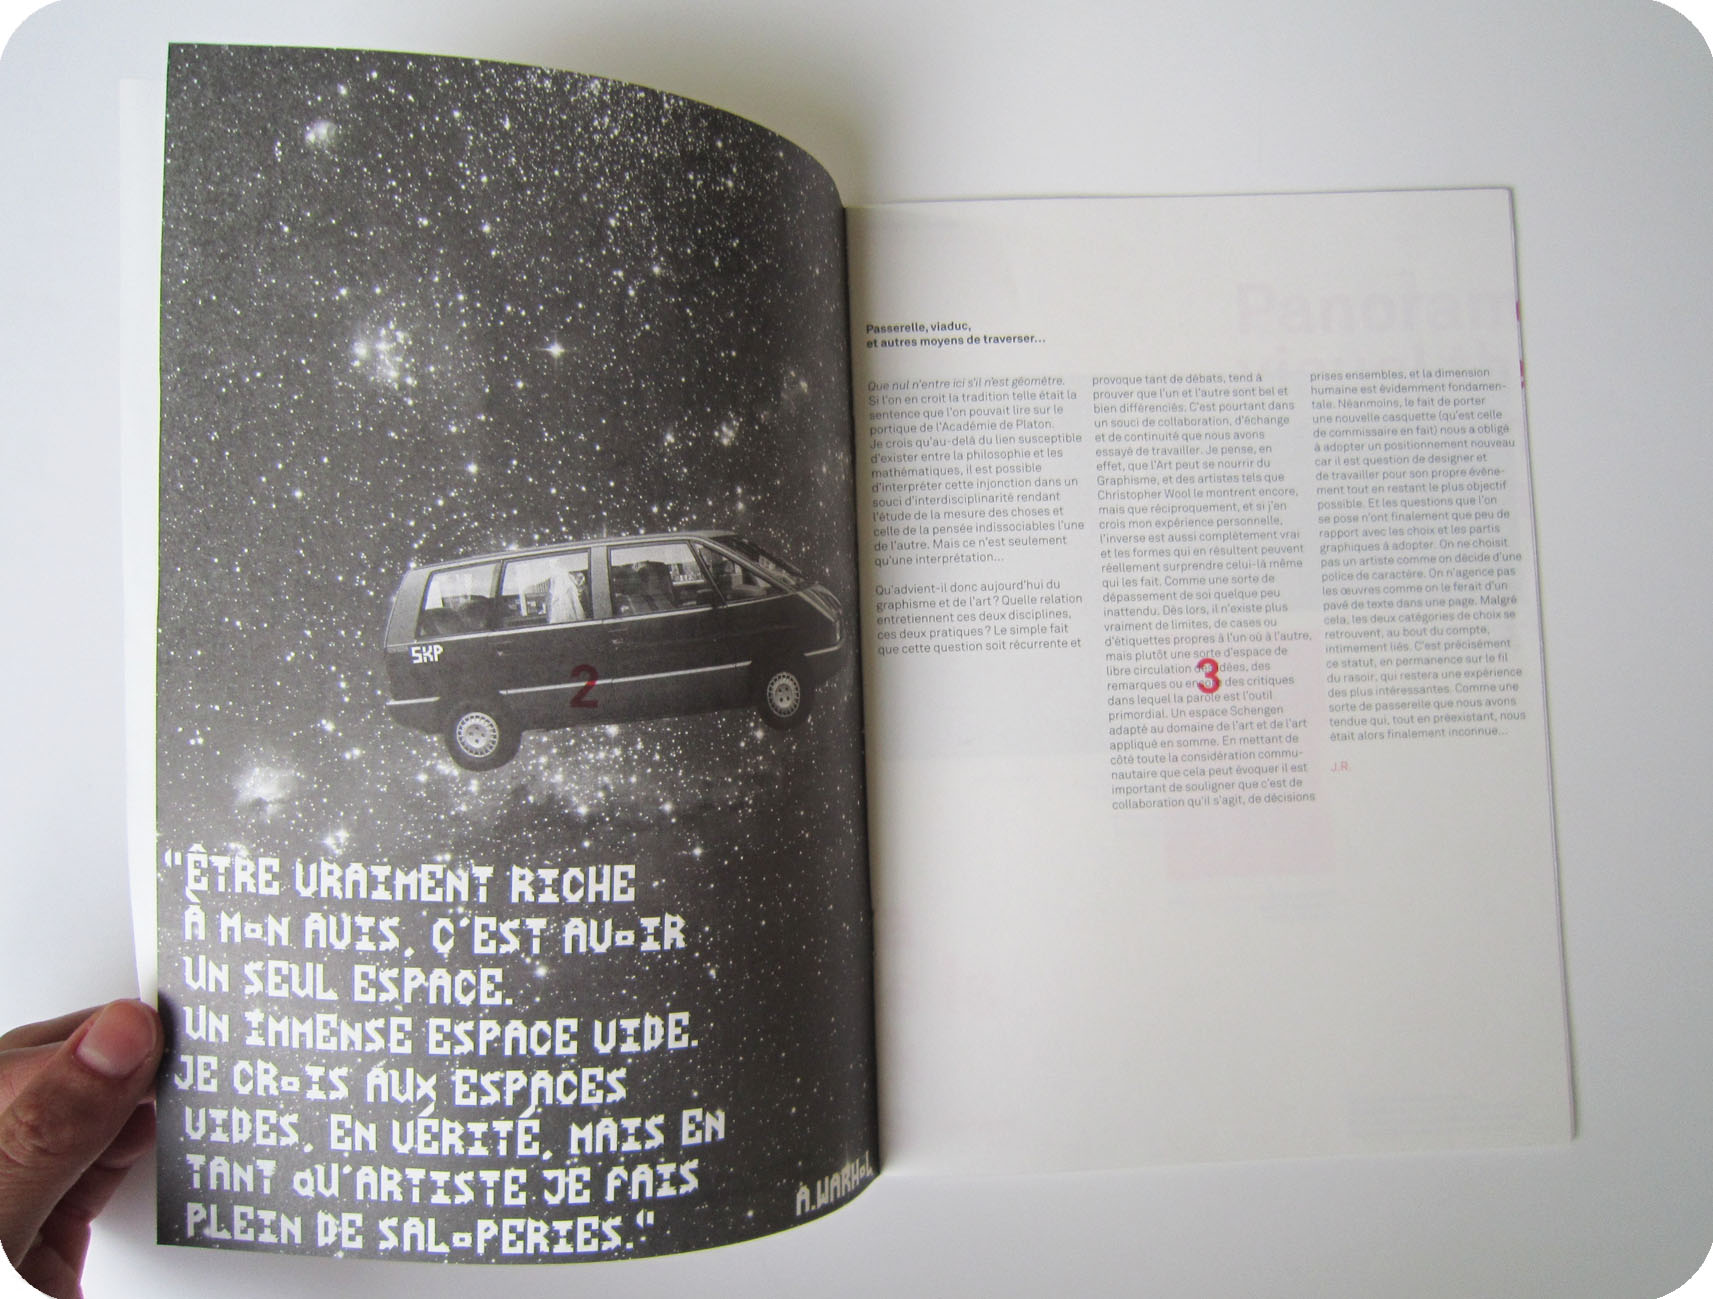 SKP
2
"ÊTRE VRAIMENT RICHE
À MON AVIS, C'EST AVOIR
UN SEUL ESPACE.
UN IMMENSE ESPACE VIDE.
JE CROIS AUX ESPACES
VIDES, EN VÉRITÉ, MAIS EN
TANT QU'ARTISTE JE FAIS
PLEIN DE SALOPERIES."
A.WARHOL
Passerelle, viaduc,
et autres moyens de traverser...
Que nul n'entre ici s'il n'est géomètre.
Si l'on en croit la tradition telle était la
sentence que l'on pouvait lire sur le
portique de l'Académie de Platon.
Je crois qu'au-delà du lien susceptible
d'exister entre la philosophie et les
mathématiques, il est possible
d'interpréter cette injonction dans un
souci d'interdisciplinarité rendant
l'étude de la mesure des choses et
celle de la pensée indissociables l'une
de l'autre. Mais ce n'est seulement
qu'une interprétation...
Qu'advient-il donc aujourd'hui du
graphisme et de l'art ? Quelle relation
entretiennent ces deux disciplines,
ces deux pratiques ? Le simple fait
que cette question soit récurrente et
provoque tant de débats, tend à
prouver que l'un et l'autre sont bel et
bien différenciés. C'est pourtant dans
un souci de collaboration, d'échange
et de continuité que nous avons
essayé de travailler. Je pense, en
effet, que l'Art peut se nourrir du
Graphisme, et des artistes tels que
Christopher Wool le montrent encore,
mais que réciproquement, et si j'en
crois mon expérience personnelle,
l'inverse est aussi complètement vrai
et les formes qui en résultent peuvent
réellement surprendre celui-là même
qui les fait. Comme une sorte de
dépassement de soi quelque peu
inattendu. Dès lors, il n'existe plus
vraiment de limites, de cases ou
d'étiquettes propres à l'un où à l'autre,
mais plutôt une sorte d'espace de
libre circulation des idées, des
remarques ou encore des critiques
dans lequel la parole est l'outil
primordial. Un espace Schengen
adapté au domaine de l'art et de l'art
appliqué en somme. En mettant de
côté toute la considération commu-
nautaire que cela peut évoquer il est
important de souligner que c'est de
collaboration qu'il s'agit, de décisions
3
prises ensembles, et la dimension
humaine est évidemment fondamen-
tale. Néanmoins, le fait de porter
une nouvelle casquette (qu'est celle
de commissaire en fait) nous a obligé
à adopter un positionnement nouveau
car il est question de designer et
de travailler pour son propre événe-
ment tout en restant le plus objectif
possible. Et les questions que l'on
se pose n'ont finalement que peu de
rapport avec les choix et les partis
graphiques à adopter. On ne choisit
pas un artiste comme on décide d'une
police de caractère. On n'agence pas
les œuvres comme on le ferait d'un
pavé de texte dans une page. Malgré
cela, les deux catégories de choix se
retrouvent, au bout du compte,
intimement liés. C'est précisément
ce statut, en permanence sur le fil
du rasoir, qui restera une expérience
des plus intéressantes. Comme une
sorte de passerelle que nous avons
tendue qui, tout en préexistant, nous
était alors finalement inconnue...
J.R.
Panoram